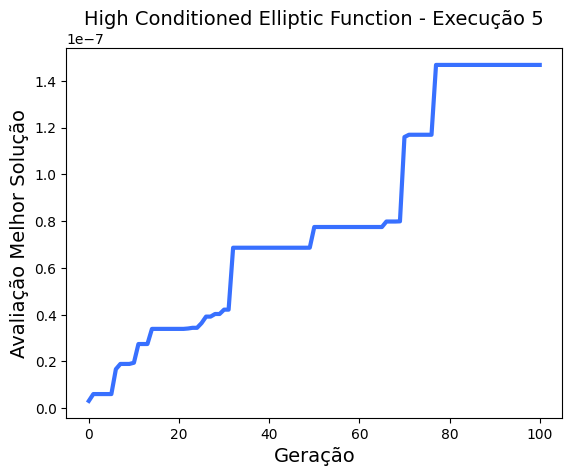 High Conditioned Elliptic Function - Execução 5
1e−7
1.4
1.2
1.0
0.8
0.6
0.4
0.2
0.0
Avaliação Melhor Solução
0 20 40 60 80 100
Geração